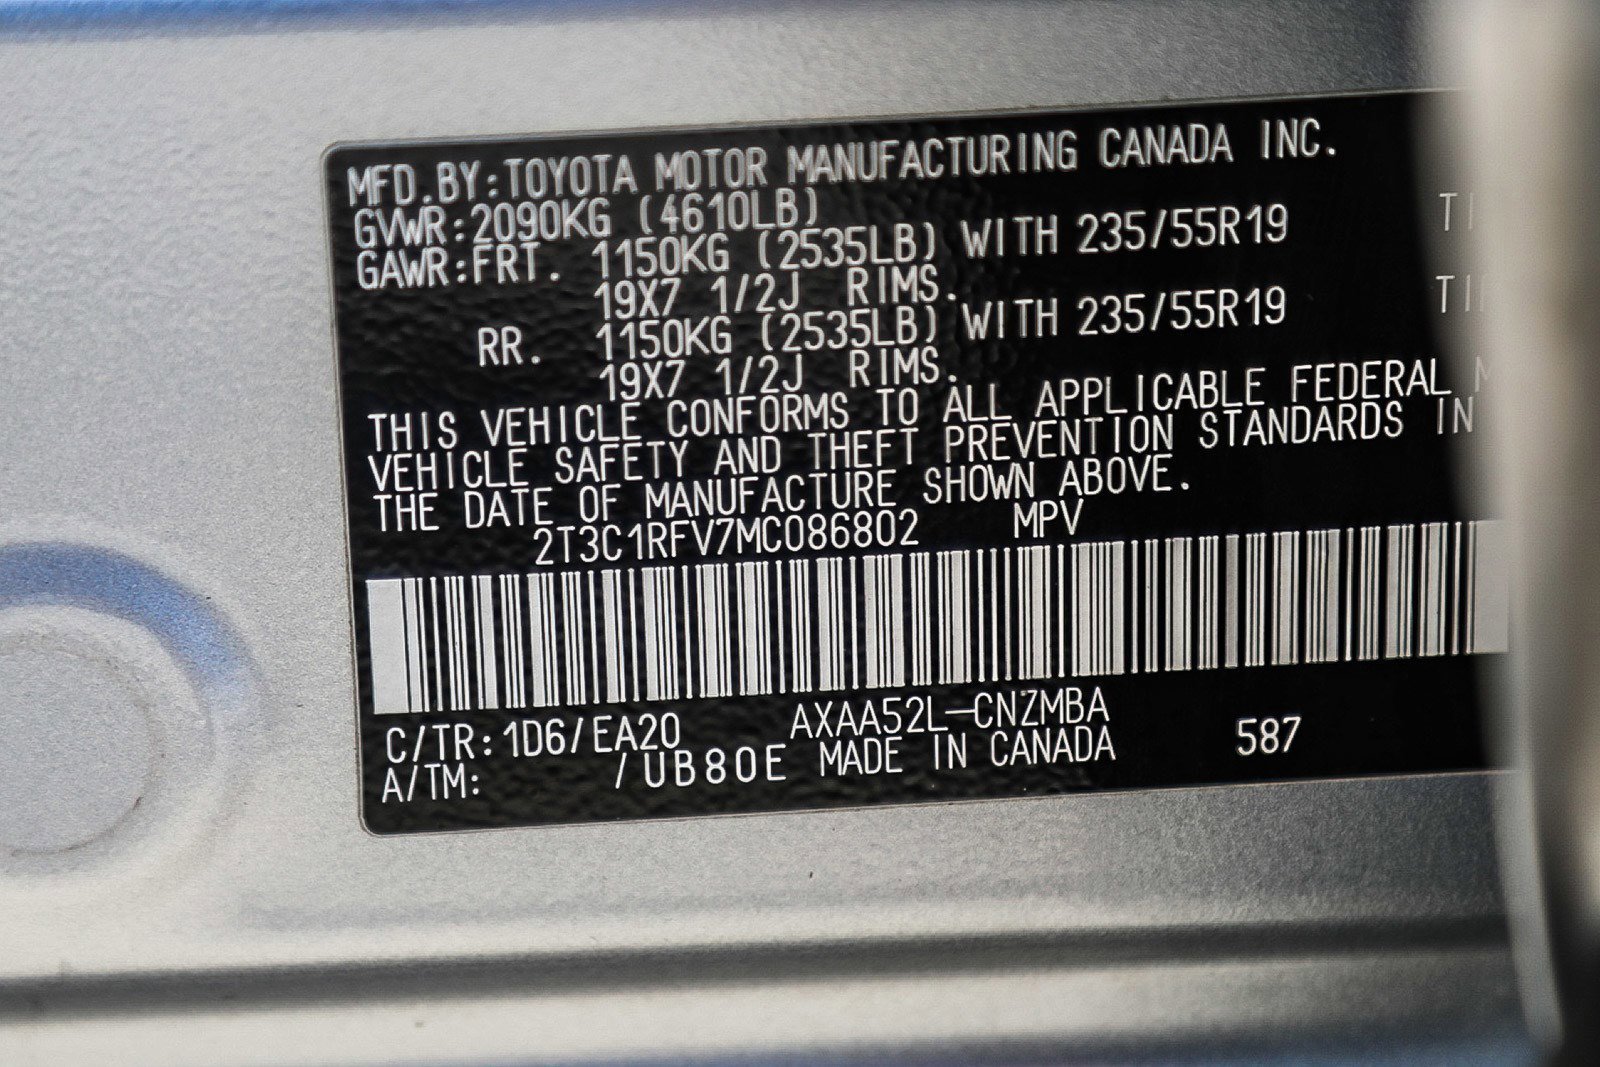 MFD.BY:TOYOTA MOTOR MANUFACTURING CANADA INC.
GVWR:2090KG (4610LB)
GAWR:FRT. 1150KG (2535LB) WITH 235/55R19
19X7 1/2J RIMS.
RR. 1150KG (2535LB) WITH 235/55R19
19X7 1/2J RIMS.
THIS VEHICLE CONFORMS TO ALL APPLICABLE FEDERAL
VEHICLE SAFETY AND THEFT PREVENTION STANDARDS IN
THE DATE OF MANUFACTURE SHOWN ABOVE.
2T3C1RFV7MC086802 MPV
C/TR:1D6/EA20 AXAA52L-CNZMBA
A/TM: /UB80E MADE IN CANADA 587